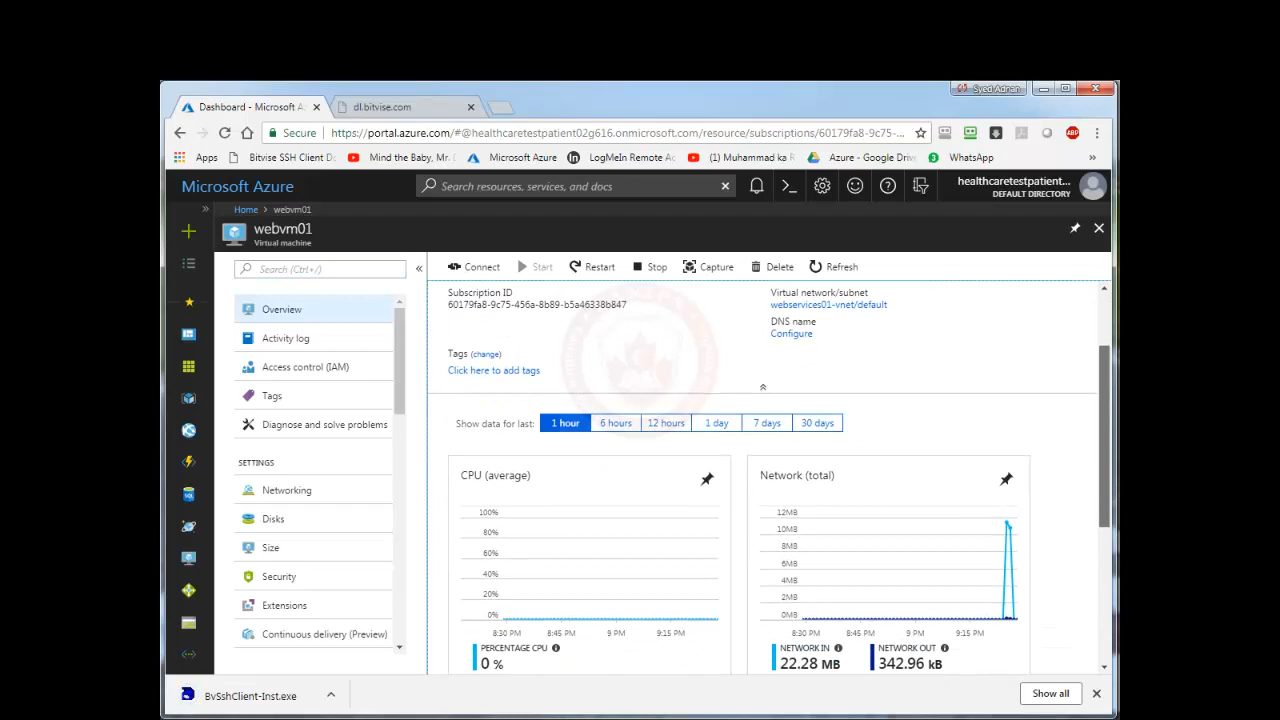 Syed Adnan
Dashboard - Microsoft A
dl.bitvise.com
Secure
https://portal.azure.com/#@healthcaretestpatient02g616.onmicrosoft.com/resource/subscriptions/60179fa8-9c75-...
Apps
Bitvise SSH Client D
Mind the Baby, Mr.
Microsoft Azure
LogMeIn Remote Ac
(1) Muhammad ka R
Azure - Google Driv
WhatsApp
»
Microsoft Azure
Search resources, services, and docs
healthcaretestpatient...
DEFAULT DIRECTORY
Home > webvm01
webvm01
Virtual machine
Search (Ctrl+/)
Connect
Start
Restart
Stop
Capture
Delete
Refresh
Overview
Activity log
Access control (IAM)
Tags
Diagnose and solve problems
SETTINGS
Networking
Disks
Size
Security
Extensions
Continuous delivery (Preview)
Subscription ID
60179fa8-9c75-456a-8b89-b5a46338b847
Virtual network/subnet
webservices01-vnet/default
DNS name
Configure
Tags (change)
Click here to add tags
Show data for last:
1 hour
6 hours
12 hours
1 day
7 days
30 days
CPU (average)
100%
80%
60%
40%
20%
0%
8:30 PM
8:45 PM
9 PM
9:15 PM
PERCENTAGE CPU
0 %
Network (total)
12MB
10MB
8MB
6MB
4MB
2MB
0MB
8:30 PM
8:45 PM
9 PM
9:15 PM
NETWORK IN
22.28 MB
NETWORK OUT
342.96 kB
BvSshClient-Inst.exe
Show all